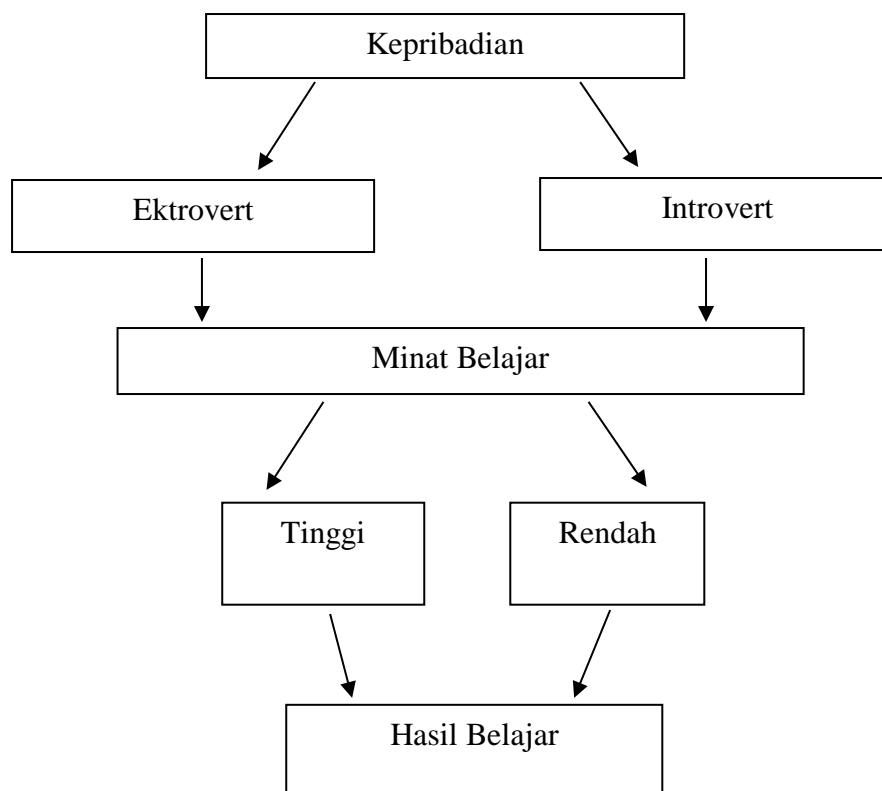 Kepribadian
Ektrovert
Introvert
Minat Belajar
Tinggi
Rendah
Hasil Belajar